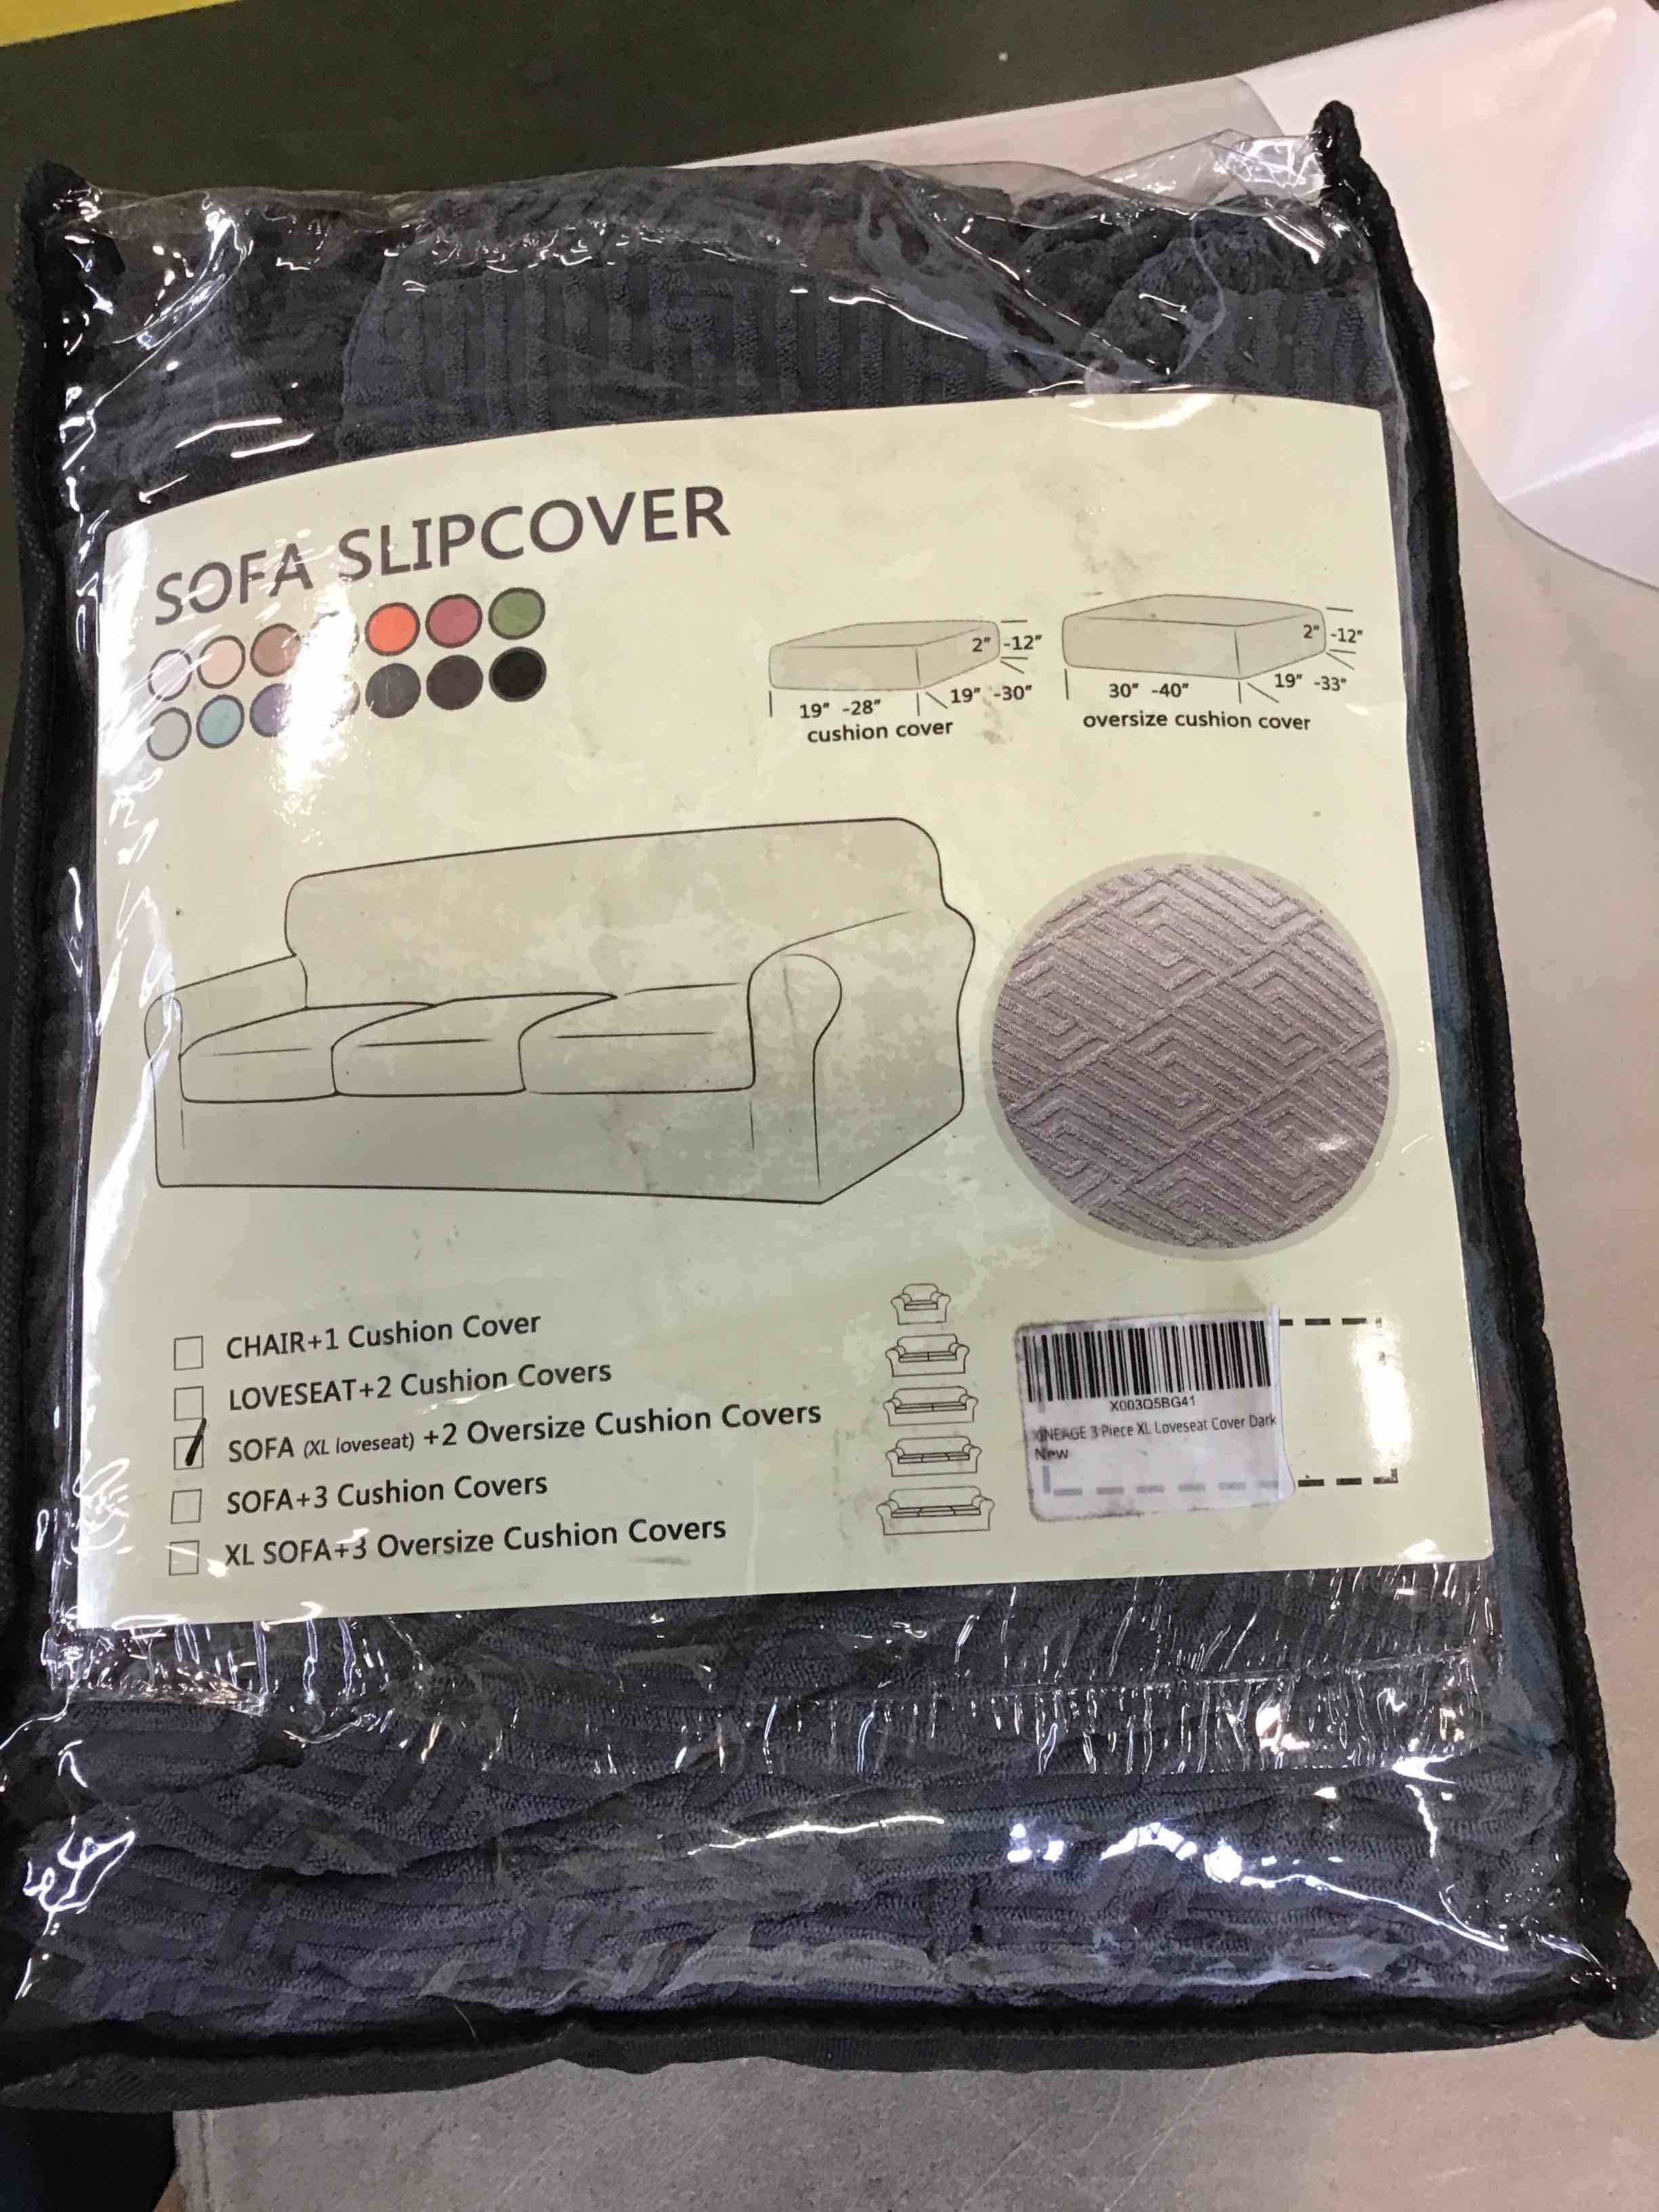 SOFA SLIPCOVER
2" -12"
19" -28"
19" -30"
cushion cover
2" -12"
30" -40"
19" -33"
oversize cushion cover
CHAIR+1 Cushion Cover
LOVESEAT+2 Cushion Covers
SOFA (XL loveseat) +2 Oversize Cushion Covers
SOFA+3 Cushion Covers
XL SOFA+3 Oversize Cushion Covers
X003Q5BG41
XINEAGE 3 Piece XL Loveseat Cover Dark
New